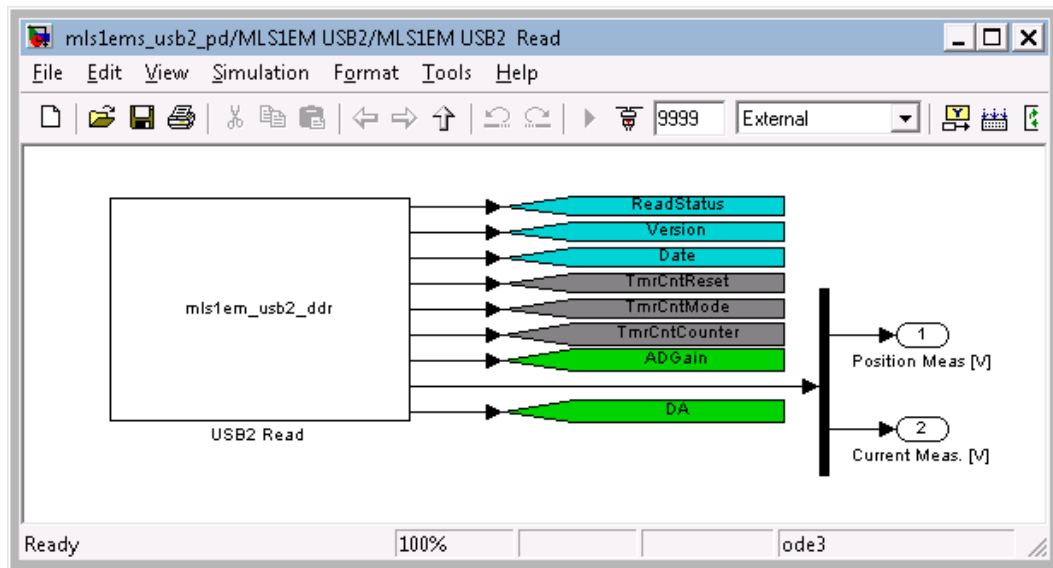 mls1ems_usb2_pd/MLS1EM USB2/MLS1EM USB2 Read
File Edit View Simulation Format Tools Help
9999 External
ReadStatus
Version
Date
TmrCntReset
mls1em_usb2_ddr
TmrCntMode
TmrCntCounter
1
ADGain
Position Meas [V]
DA
USB2 Read
2
Current Meas. [V]
Ready 100% ode3